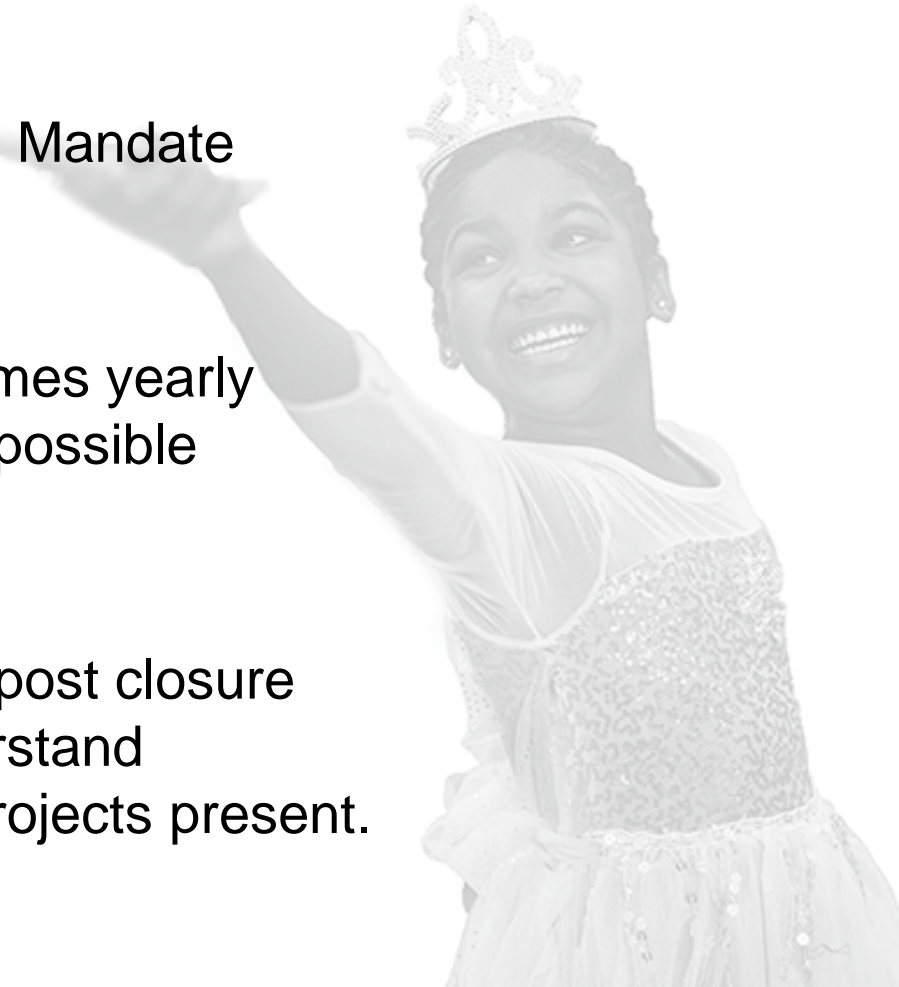 Mandate
mes yearly
possible
post closure
rstand
rojects present.